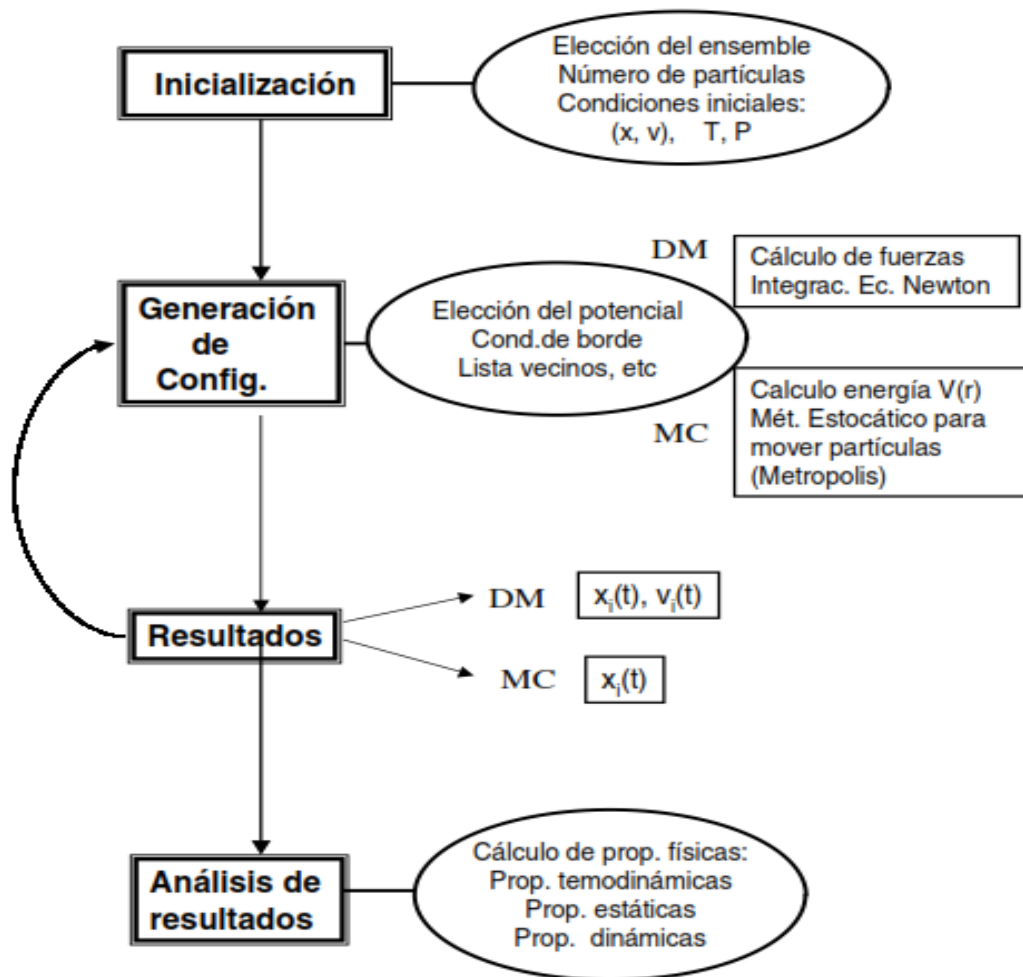 Inicialización
Elección del ensemble
Número de partículas
Condiciones iniciales:
(x, v), T, P
Generación
de
Config.
Elección del potencial
Cond.de borde
Lista vecinos, etc
DM
Cálculo de fuerzas
Integrac. Ec. Newton
MC
Calculo energía V(r)
Mét. Estocático para
mover partículas
(Metropolis)
Resultados
DM
xᵢ(t), vᵢ(t)
MC
xᵢ(t)
Análisis de
resultados
Cálculo de prop. físicas:
Prop. temodinámicas
Prop. estáticas
Prop. dinámicas